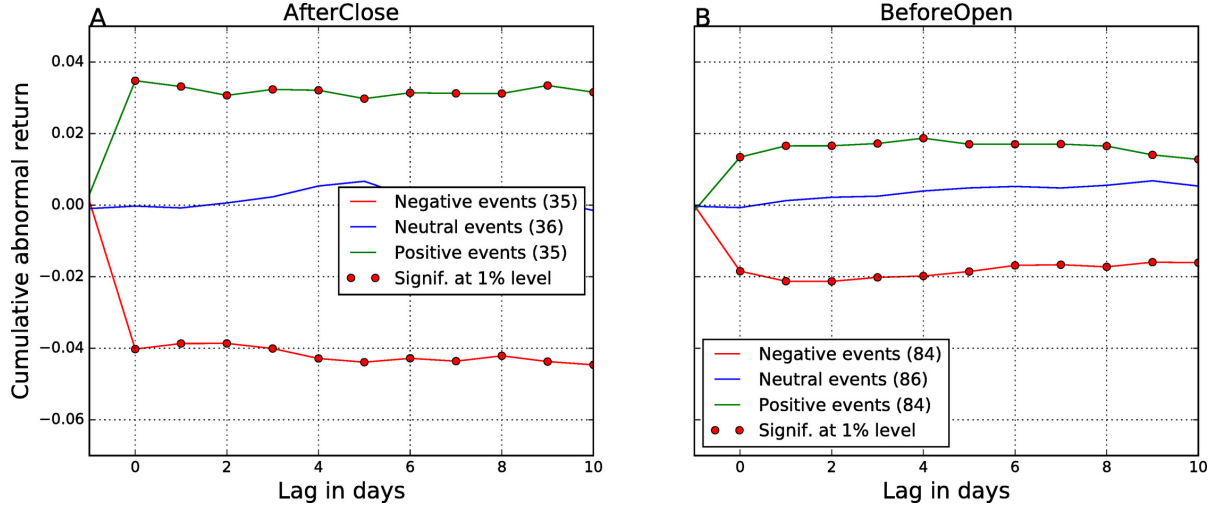 A
AfterClose
B
BeforeOpen
Cumulative abnormal return
0.04
0.02
0.00
−0.02
−0.04
−0.06
Negative events (35)
Neutral events (36)
Positive events (35)
Signif. at 1% level
0 2 4 6 8 10
Lag in days
Negative events (84)
Neutral events (86)
Positive events (84)
Signif. at 1% level
0 2 4 6 8 10
Lag in days